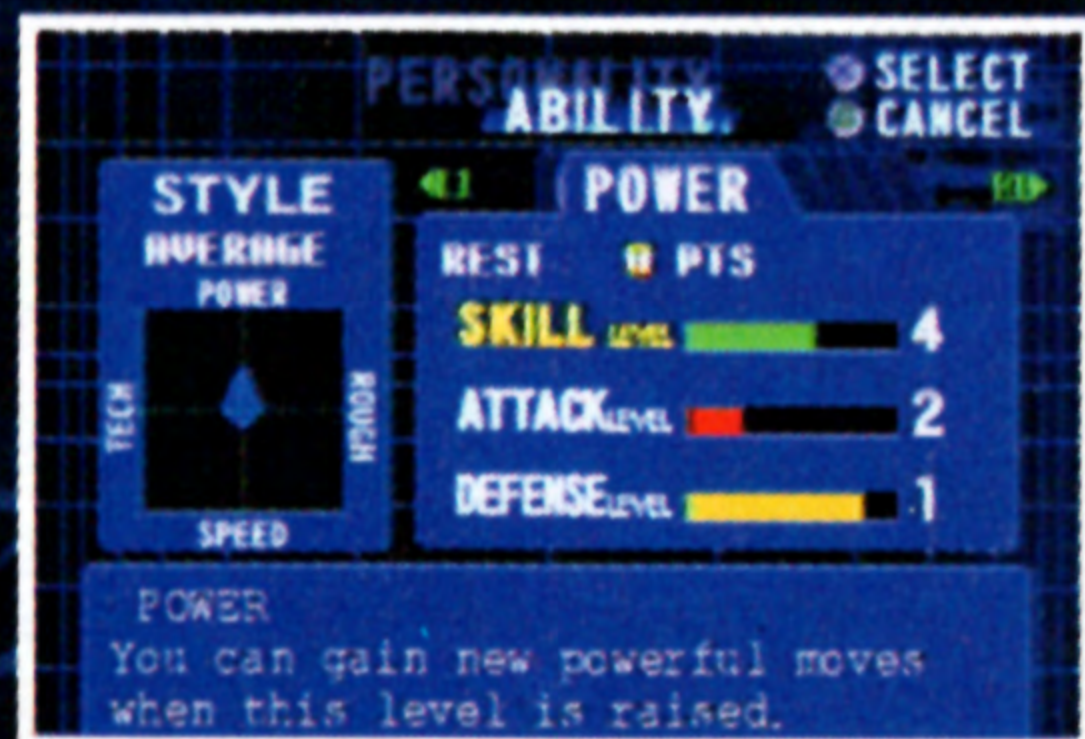 PERSONALITY
ABILITY
SELECT
CANCEL
STYLE
AVERAGE
POWER
TECH
ROUGH
SPEED
POWER
REST PTS
SKILL LEVEL 4
ATTACK LEVEL 2
DEFENSE LEVEL 1
POWER
You can gain new powerful moves
when this level is raised.